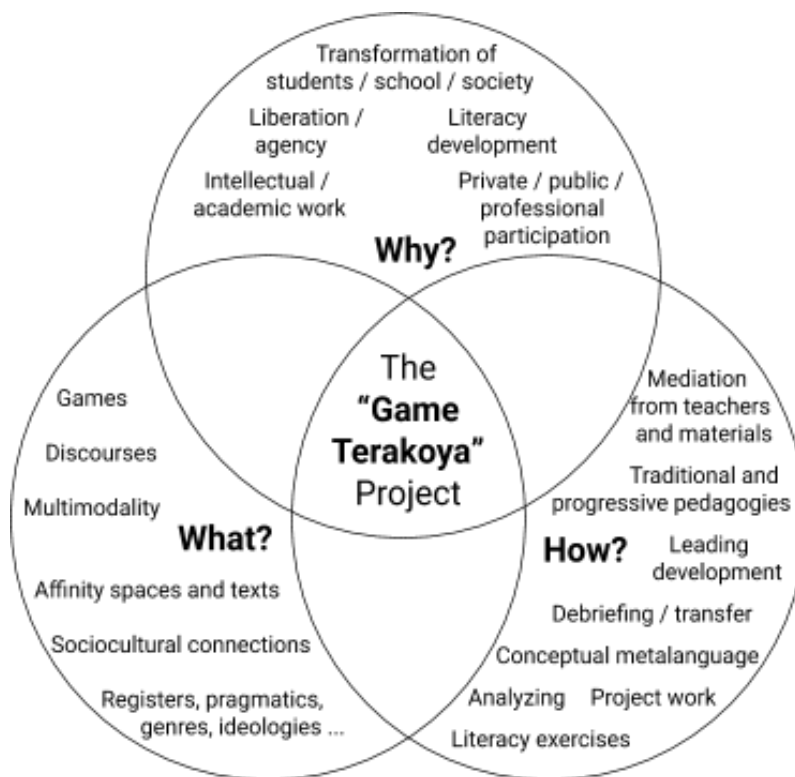 Transformation of
students / school / society
Liberation /
agency
Literacy
development
Intellectual /
academic work
Private / public /
professional
participation
Why?
The
“Game
Terakoya”
Project
Games
Discourses
Multimodality
What?
Affinity spaces and texts
Sociocultural connections
Registers, pragmatics,
genres, ideologies ...
Mediation
from teachers
and materials
Traditional and
progressive pedagogies
How?
Leading
development
Debriefing / transfer
Conceptual metalanguage
Analyzing
Project work
Literacy exercises